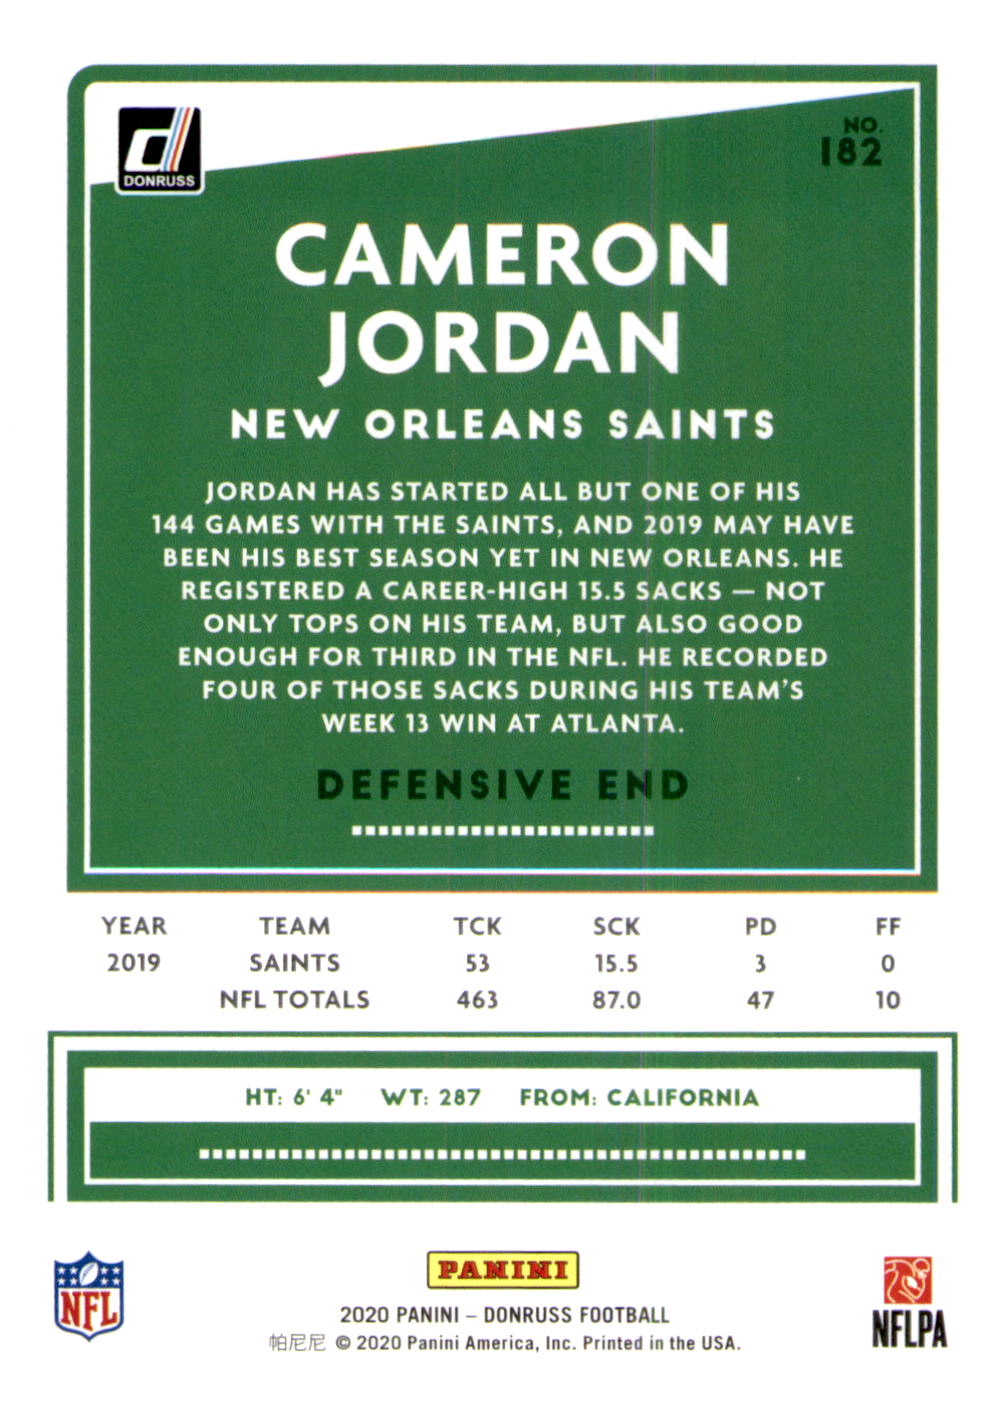 DONRUSS
NO.
182
CAMERON
JORDAN
NEW ORLEANS SAINTS
JORDAN HAS STARTED ALL BUT ONE OF HIS
144 GAMES WITH THE SAINTS, AND 2019 MAY HAVE
BEEN HIS BEST SEASON YET IN NEW ORLEANS. HE
REGISTERED A CAREER-HIGH 15.5 SACKS — NOT
ONLY TOPS ON HIS TEAM, BUT ALSO GOOD
ENOUGH FOR THIRD IN THE NFL. HE RECORDED
FOUR OF THOSE SACKS DURING HIS TEAM'S
WEEK 13 WIN AT ATLANTA.
DEFENSIVE END
YEAR TEAM TCK SCK PD FF
2019 SAINTS 53 15.5 3 0
NFL TOTALS 463 87.0 47 10
HT: 6' 4" WT: 287 FROM: CALIFORNIA
NFL
PANINI
NFLPA
2020 PANINI – DONRUSS FOOTBALL
帕尼尼 © 2020 Panini America, Inc. Printed in the USA.